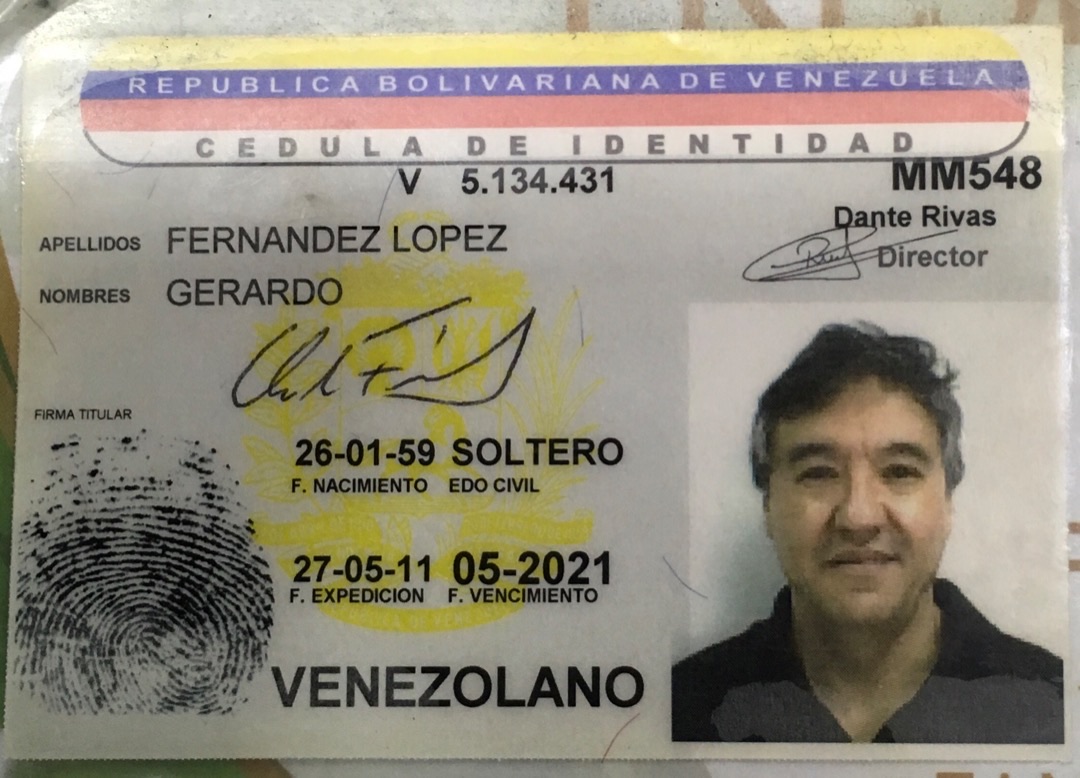 REPUBLICA BOLIVARIANA DE VENEZUELA
CEDULA DE IDENTIDAD
V 5.134.431 MM548
Dante Rivas
Director
APELLIDOS FERNANDEZ LOPEZ
NOMBRES GERARDO
FIRMA TITULAR
26-01-59 SOLTERO
F. NACIMIENTO EDO CIVIL
27-05-11 05-2021
F. EXPEDICION F. VENCIMIENTO
VENEZOLANO